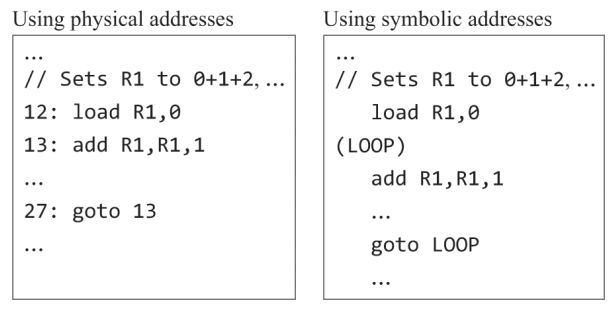 Using physical addresses
...
// Sets R1 to 0+1+2, ...
12: load R1,0
13: add R1,R1,1
...
27: goto 13
...
Using symbolic addresses
...
// Sets R1 to 0+1+2, ...
load R1,0
(LOOP)
add R1,R1,1
...
goto LOOP
...